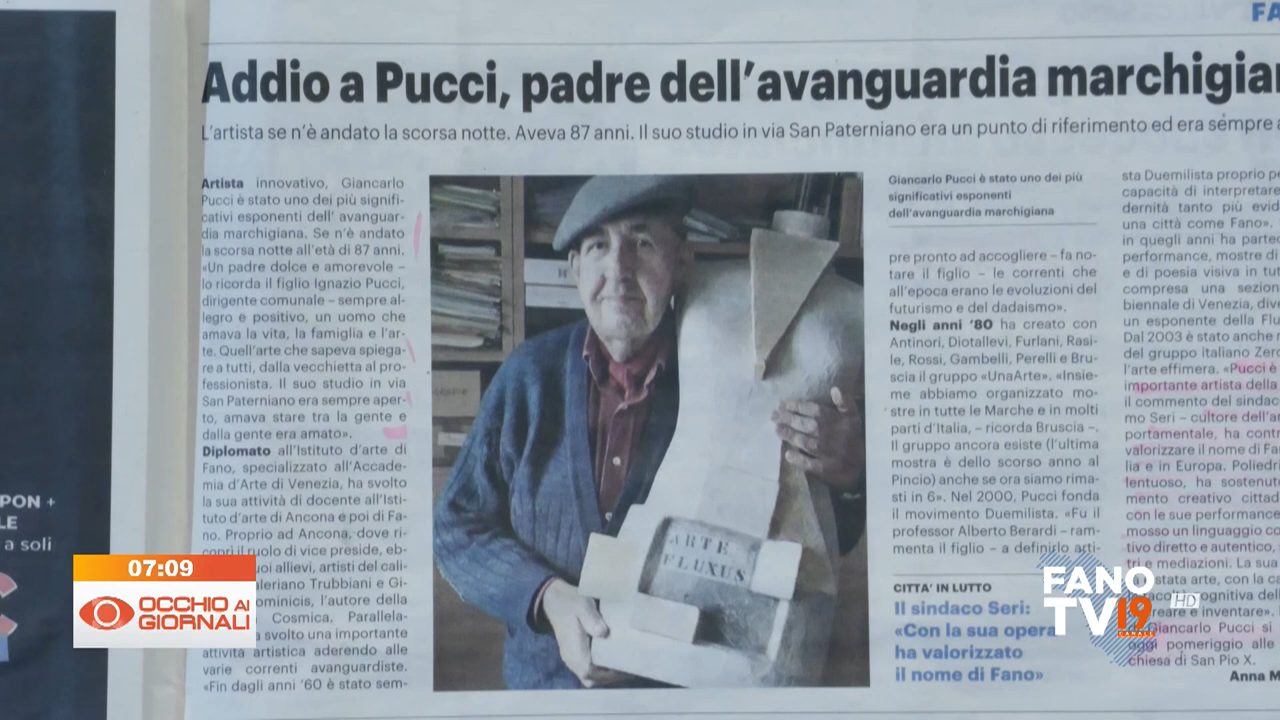 FA
Addio a Pucci, padre dell'avanguardia marchigian
L'artista se n'è andato la scorsa notte. Aveva 87 anni. Il suo studio in via San Paterniano era un punto di riferimento ed era sempre a
Artista innovativo, Giancarlo
Pucci è stato uno dei più signifi-
cativi esponenti dell' avanguar-
dia marchigiana. Se n'è andato
la scorsa notte all'età di 87 anni.
«Un padre dolce e amorevole –
lo ricorda il figlio Ignazio Pucci,
dirigente comunale – sempre al-
legro e positivo, un uomo che
amava la vita, la famiglia e l'ar-
te. Quell'arte che sapeva spiega-
re a tutti, dalla vecchietta al pro-
fessionista. Il suo studio in via
San Paterniano era sempre aper-
to, amava stare tra la gente e
dalla gente era amato».
Diplomato all'Istituto d'arte di
Fano, specializzato all'Accade-
mia d'Arte di Venezia, ha svolto
la sua attività di docente all'Isti-
tuto d'arte di Ancona e poi di Fa-
no. Proprio ad Ancona, dove ri-
coprì il ruolo di vice preside, eb-
uoi allievi, artisti del cali-
aleriano Trubbiani e Gi-
ominicis, l'autore della
Cosmica. Parallela-
a svolto una importante
attività artistica aderendo alle
varie correnti avanguardiste.
«Fin dagli anni '60 è stato sem-
ARTE
FLUXUS
Giancarlo Pucci è stato uno dei più
significativi esponenti
dell'avanguardia marchigiana
pre pronto ad accogliere – fa no-
tare il figlio – le correnti che
all'epoca erano le evoluzioni del
futurismo e del dadaismo».
Negli anni '80 ha creato con
Antinori, Diotallevi, Furlani, Rasi-
le, Rossi, Gambelli, Perelli e Bru-
scia il gruppo «UnaArte». «Insie-
me abbiamo organizzato mo-
stre in tutte le Marche e in molti
parti d'Italia, – ricorda Bruscia –.
Il gruppo ancora esiste (l'ultima
mostra è dello scorso anno al
Pincio) anche se ora siamo rima-
sti in 6». Nel 2000, Pucci fonda
il movimento Duemilista. «Fu il
professor Alberto Berardi – ram-
menta il figlio – a definirlo arti-
CITTA' IN LUTTO
Il sindaco Seri:
«Con la sua opera
ha valorizzato
il nome di Fano»
sta Duemilista proprio pe
capacità di interpretare
dernità tanto più evid
una città come Fano».
in quegli anni ha partec
performance, mostre di
e di poesia visiva in tut
compresa una sezion
biennale di Venezia, dive
un esponente della Flu
Dal 2003 è stato anche
del gruppo italiano Zero
l'arte effimera. «Pucci è
importante artista della
il commento del sindac
mo Seri – cultore dell'ar
portamentale, ha contr
valorizzare il nome di Fa
lia e in Europa. Poliedri
lentuoso, ha sostenuto
mento creativo cittad
con le sue performance
mosso un linguaggio co
tivo diretto e autentico,
tri e mediazioni. La sua
stata arte, con la c
cognitiva del
creare e inventare».
Giancarlo Pucci si
oggi pomeriggio alle
chiesa di San Pio X.
Anna M
PON +
LE
a soli
07:09
OCCHIO AI
GIORNALI
FANO
TV19 HD
CANALE